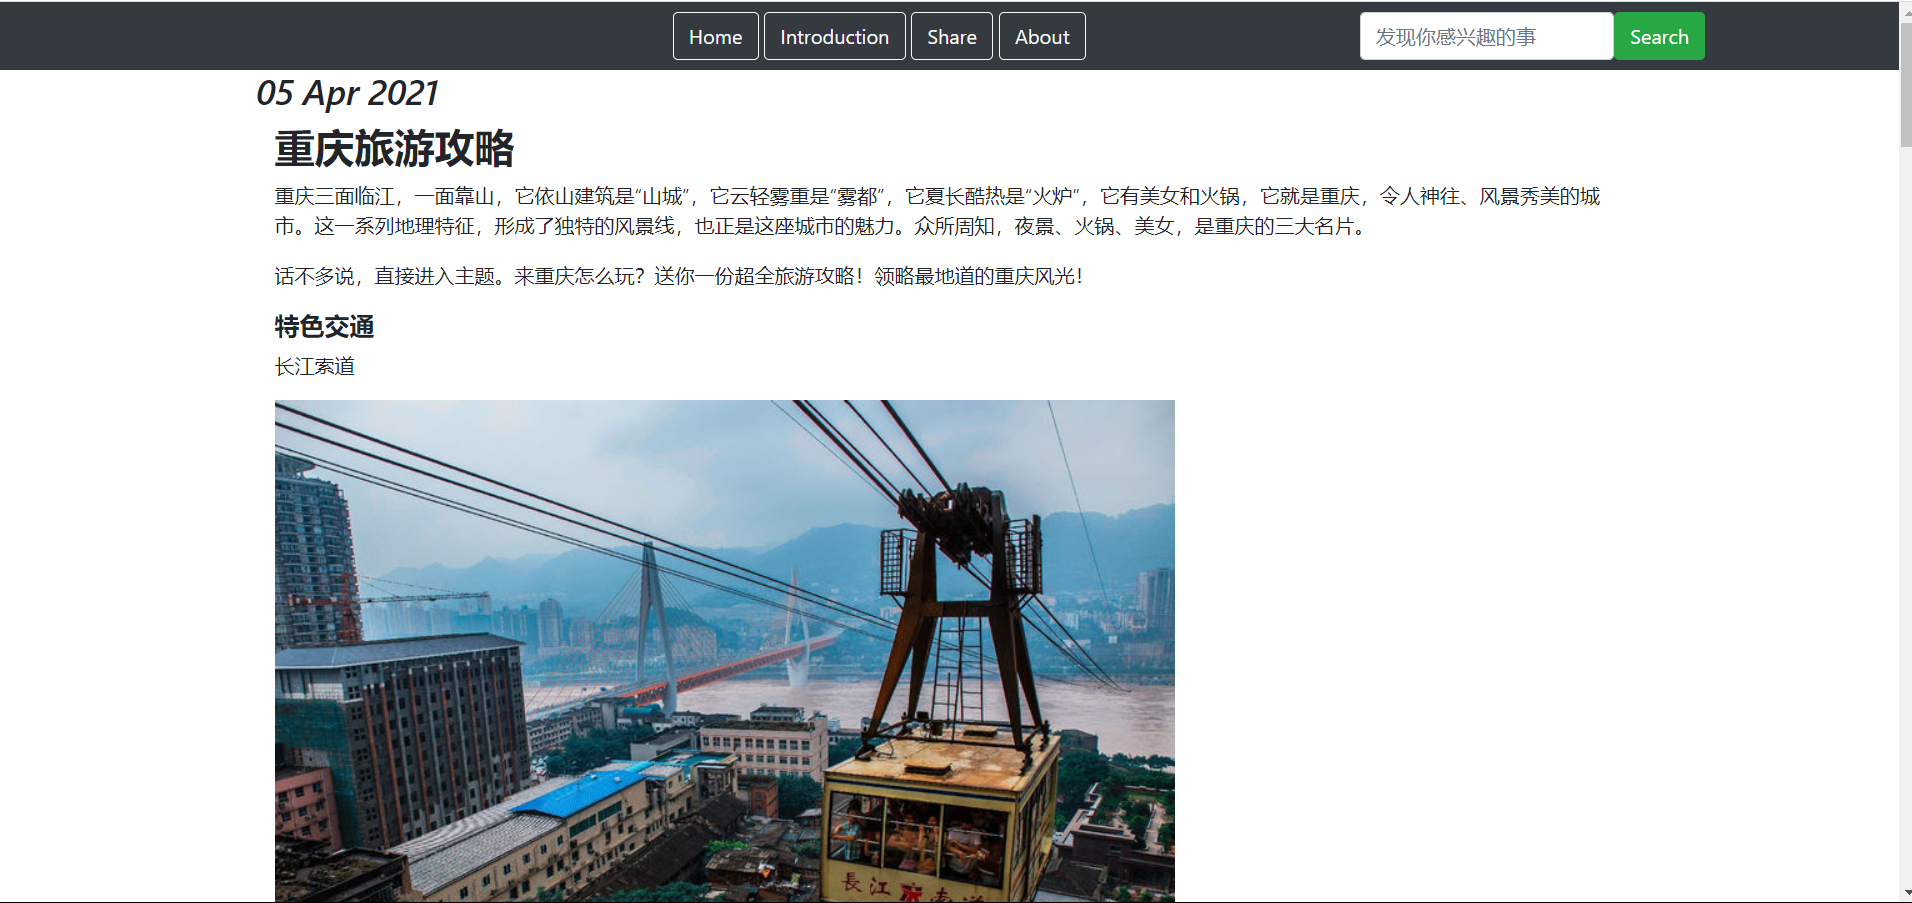 Home Introduction Share About 发现你感兴趣的事 Search
05 Apr 2021
重庆旅游攻略
重庆三面临江，一面靠山，它依山建筑是“山城”，它云轻雾重是“雾都”，它夏长酷热是“火炉”，它有美女和火锅，它就是重庆，令人神往、风景秀美的城
市。这一系列地理特征，形成了独特的风景线，也正是这座城市的魅力。众所周知，夜景、火锅、美女，是重庆的三大名片。
话不多说，直接进入主题。来重庆怎么玩？送你一份超全旅游攻略！领略最地道的重庆风光！
特色交通
长江索道
長江索道